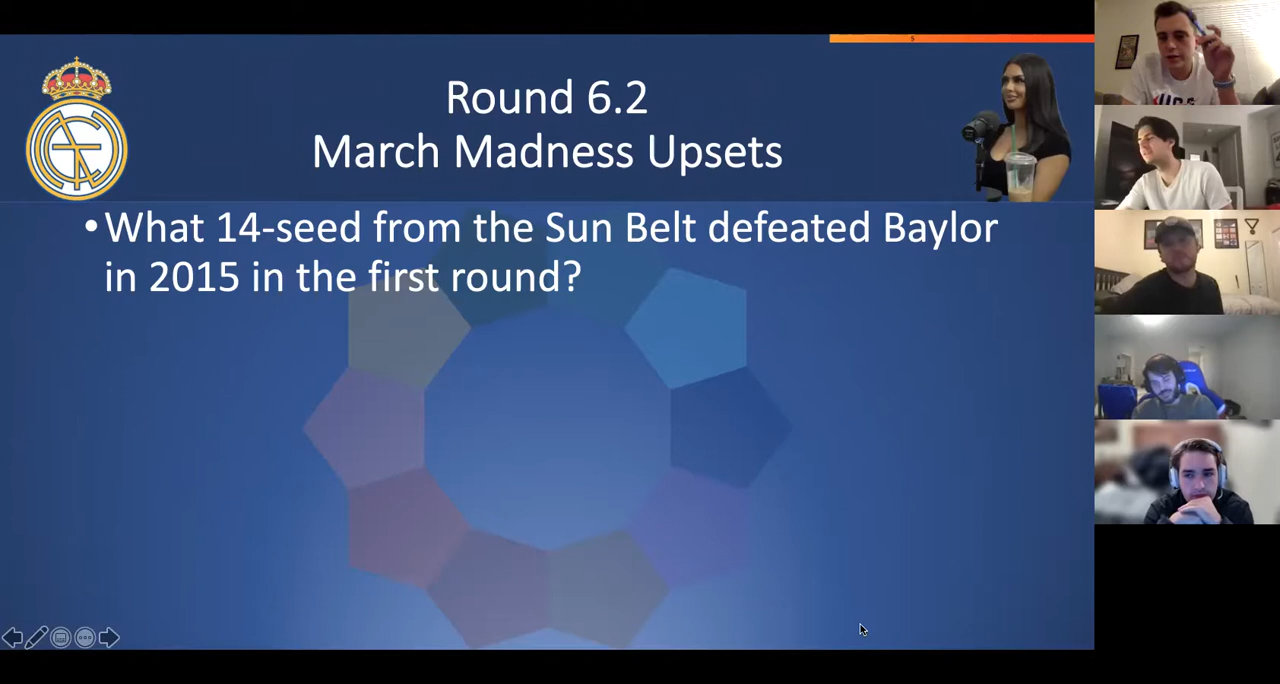 5
Round 6.2
March Madness Upsets
•What 14-seed from the Sun Belt defeated Baylor
in 2015 in the first round?